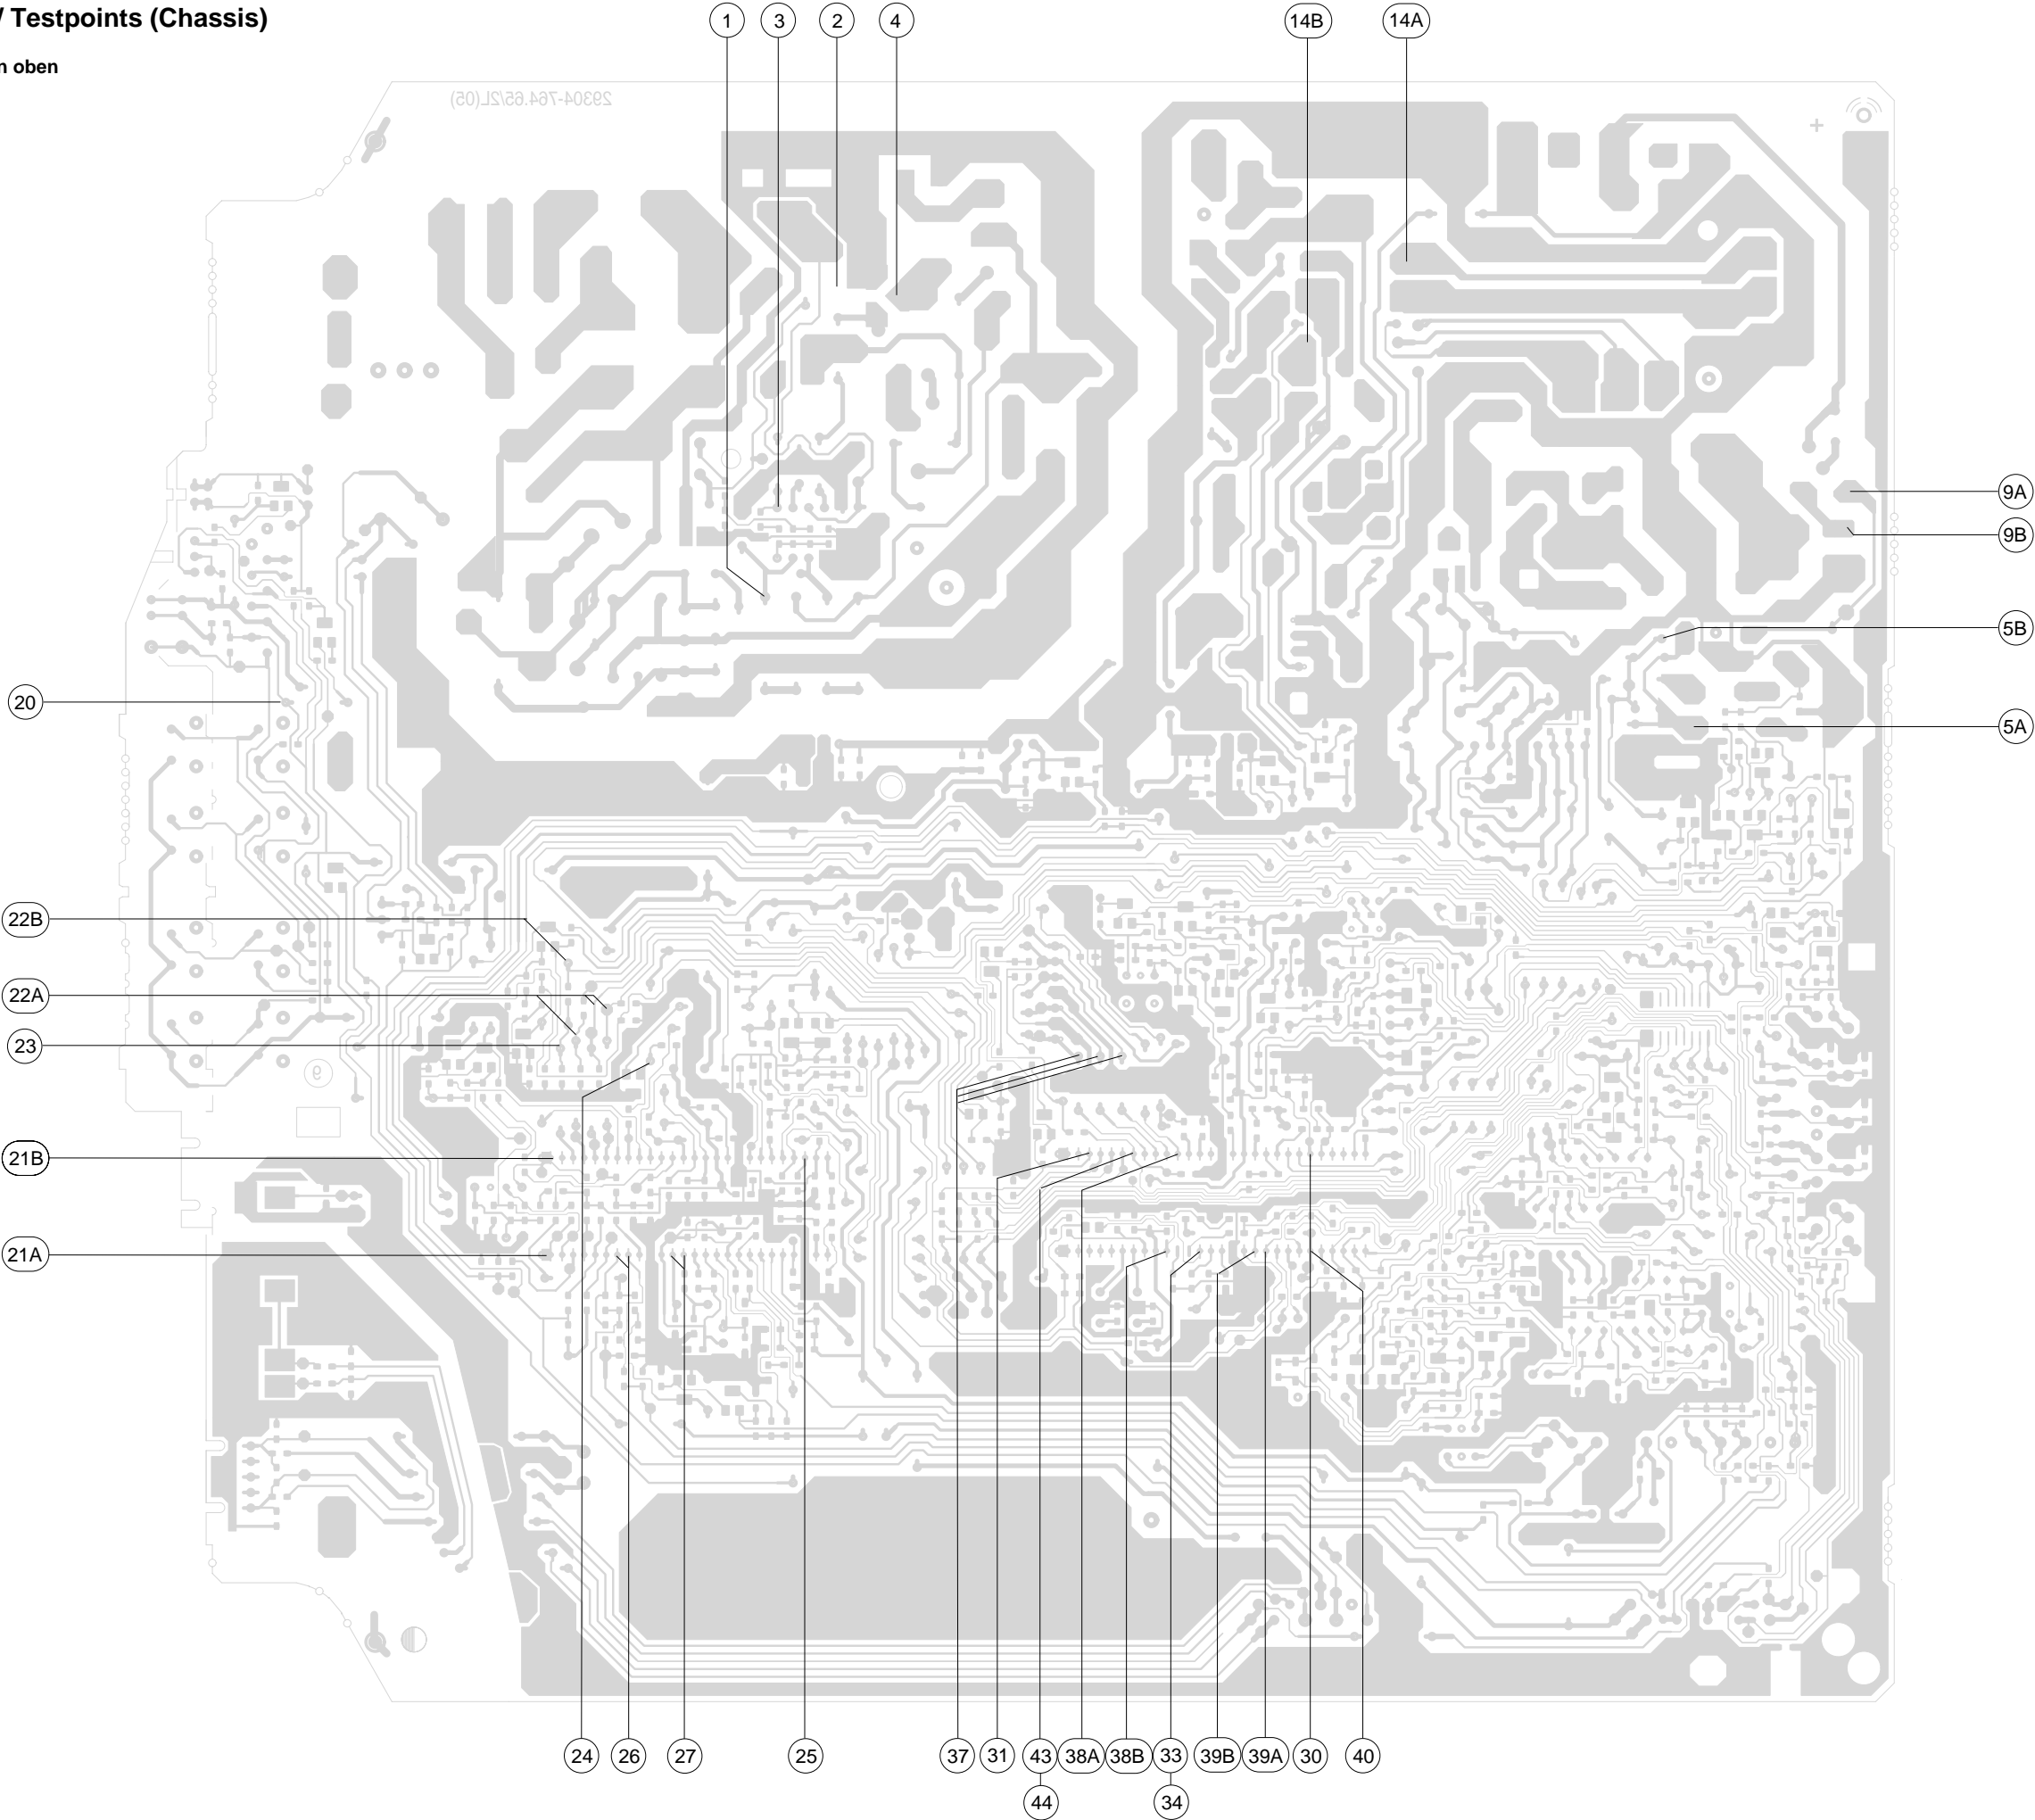 / Testpoints (Chassis)
n oben
1 3 2 4 14B 14A
29304-764.65/2L(05)
9A
9B
5B
20
5A
22B
22A
23
9
21B
21A
24 26 27 25 37 31 43 38A 38B 33 39B 39A 30 40
44 34